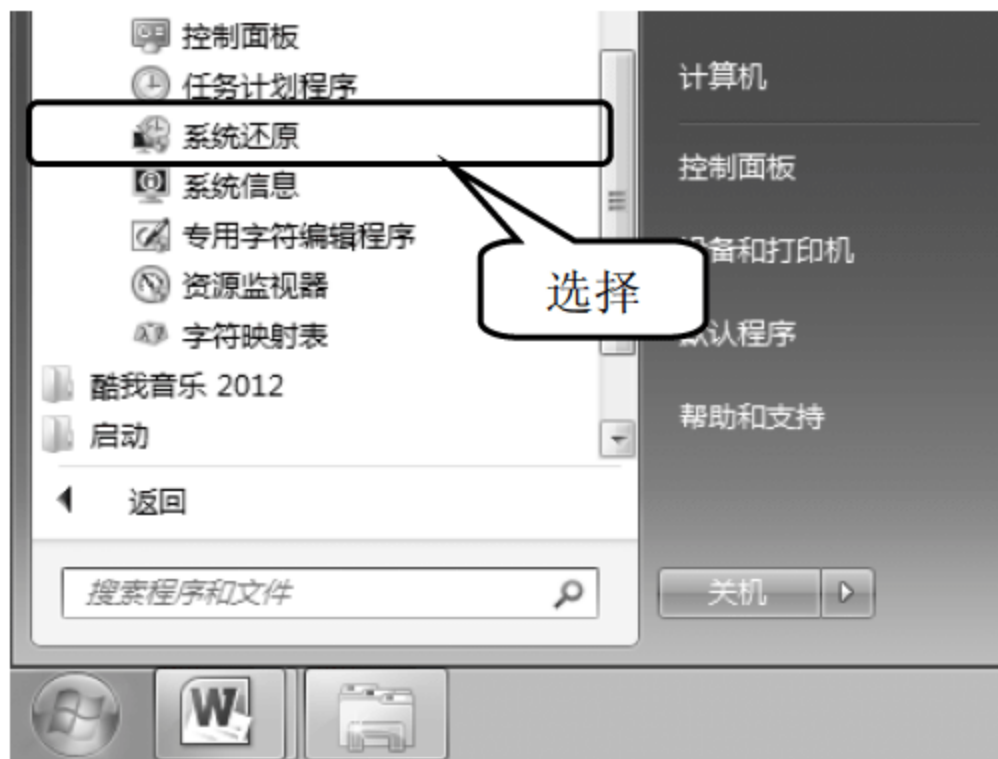 控制面板
任务计划程序
系统还原
系统信息
专用字符编辑程序
资源监视器
字符映射表
酷我音乐 2012
启动
返回
搜索程序和文件
计算机
控制面板
设备和打印机
默认程序
帮助和支持
关机
选择
W